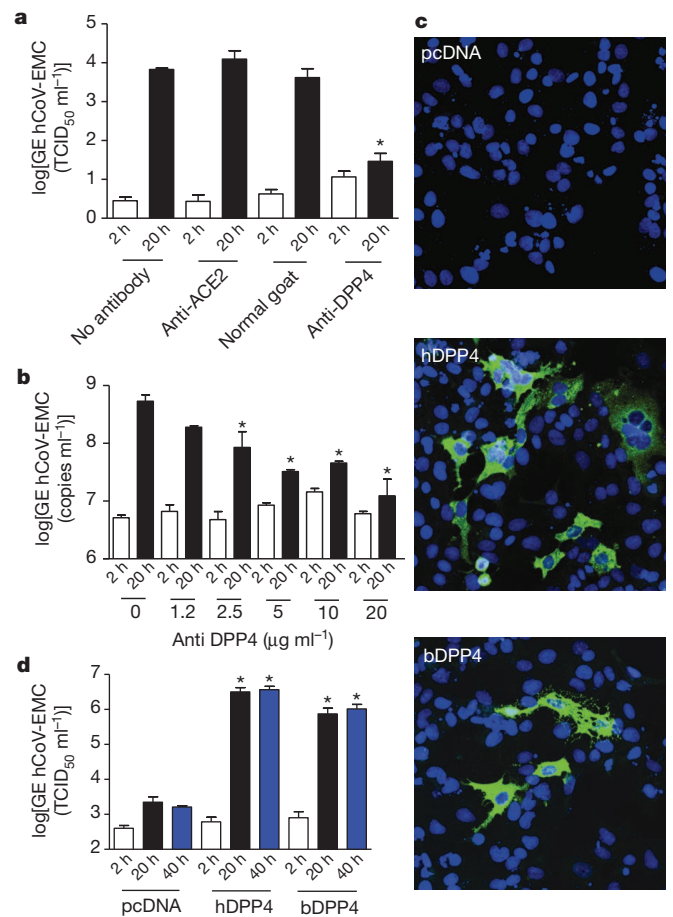 a
log[GE hCoV-EMC
(TCID50 ml−1)]
5
4
3
2
1
0
2 h
20 h
2 h
20 h
2 h
20 h
2 h
20 h
*
No antibody
Anti-ACE2
Normal goat
Anti-DPP4
b
log[GE hCoV-EMC
(copies ml−1)]
9
8
7
6
* * * *
2 h
20 h
2 h
20 h
2 h
20 h
2 h
20 h
2 h
20 h
2 h
20 h
0 1.2 2.5 5 10 20
Anti DPP4 (μg ml−1)
c
pcDNA
hDPP4
bDPP4
d
log[GE hCoV-EMC
(TCID50 ml−1)]
7
6
5
4
3
2
* * * *
2 h
20 h
40 h
2 h
20 h
40 h
2 h
20 h
40 h
pcDNA hDPP4 bDPP4